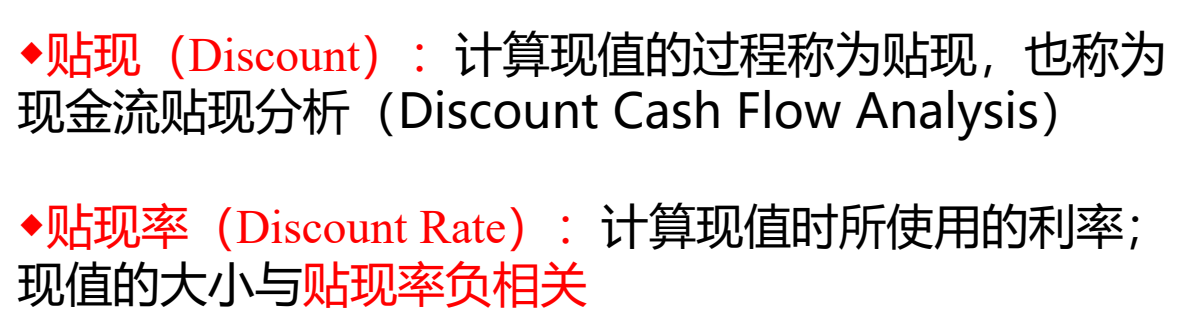 ◆贴现（Discount）：计算现值的过程称为贴现，也称为
现金流贴现分析（Discount Cash Flow Analysis）
◆贴现率（Discount Rate）：计算现值时所使用的利率；
现值的大小与贴现率负相关